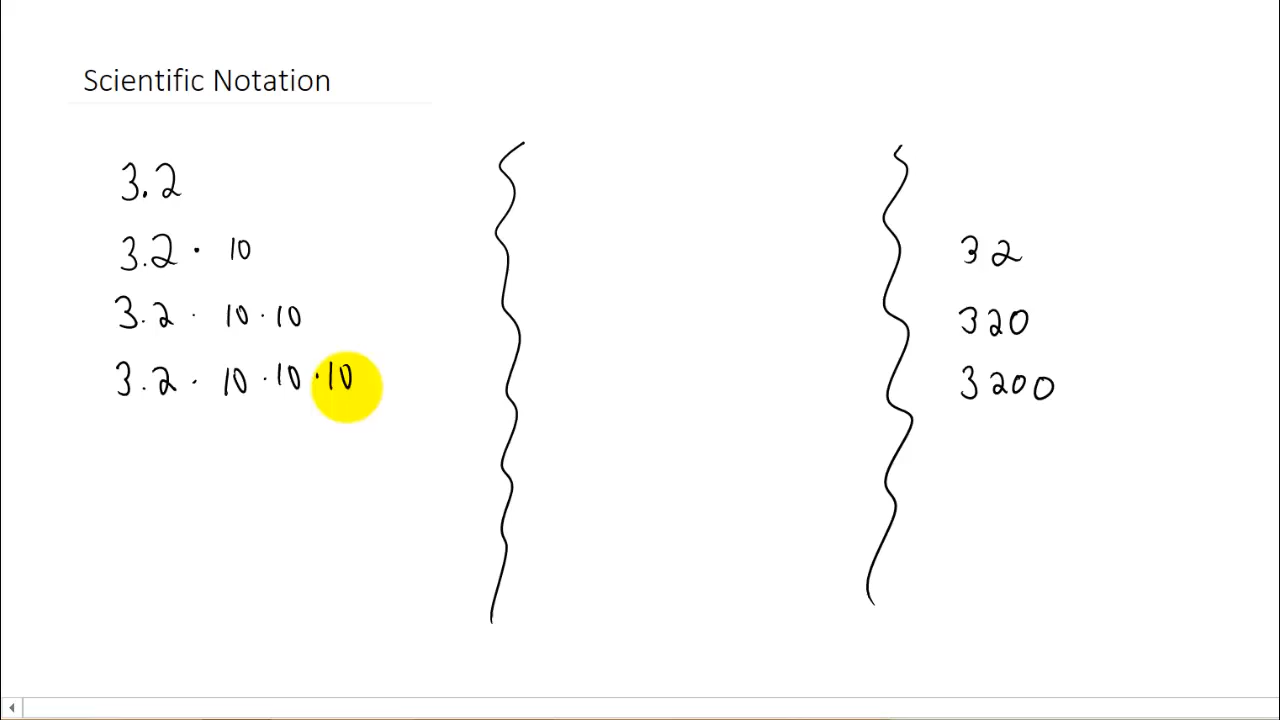 Scientific Notation
3.2
3.2 · 10
32
3.2 · 10 · 10
320
3.2 · 10 · 10 · 10
3200